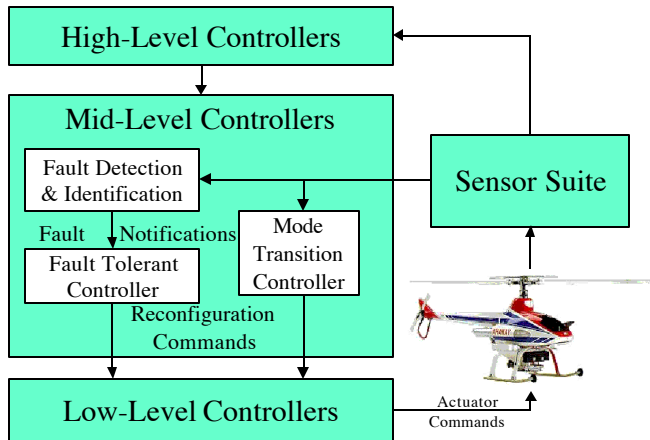 High-Level Controllers
Mid-Level Controllers
Fault Detection
& Identification
Sensor Suite
Fault Notifications
Mode
Transition
Controller
Fault Tolerant
Controller
Reconfiguration
Commands
Low-Level Controllers
Actuator
Commands